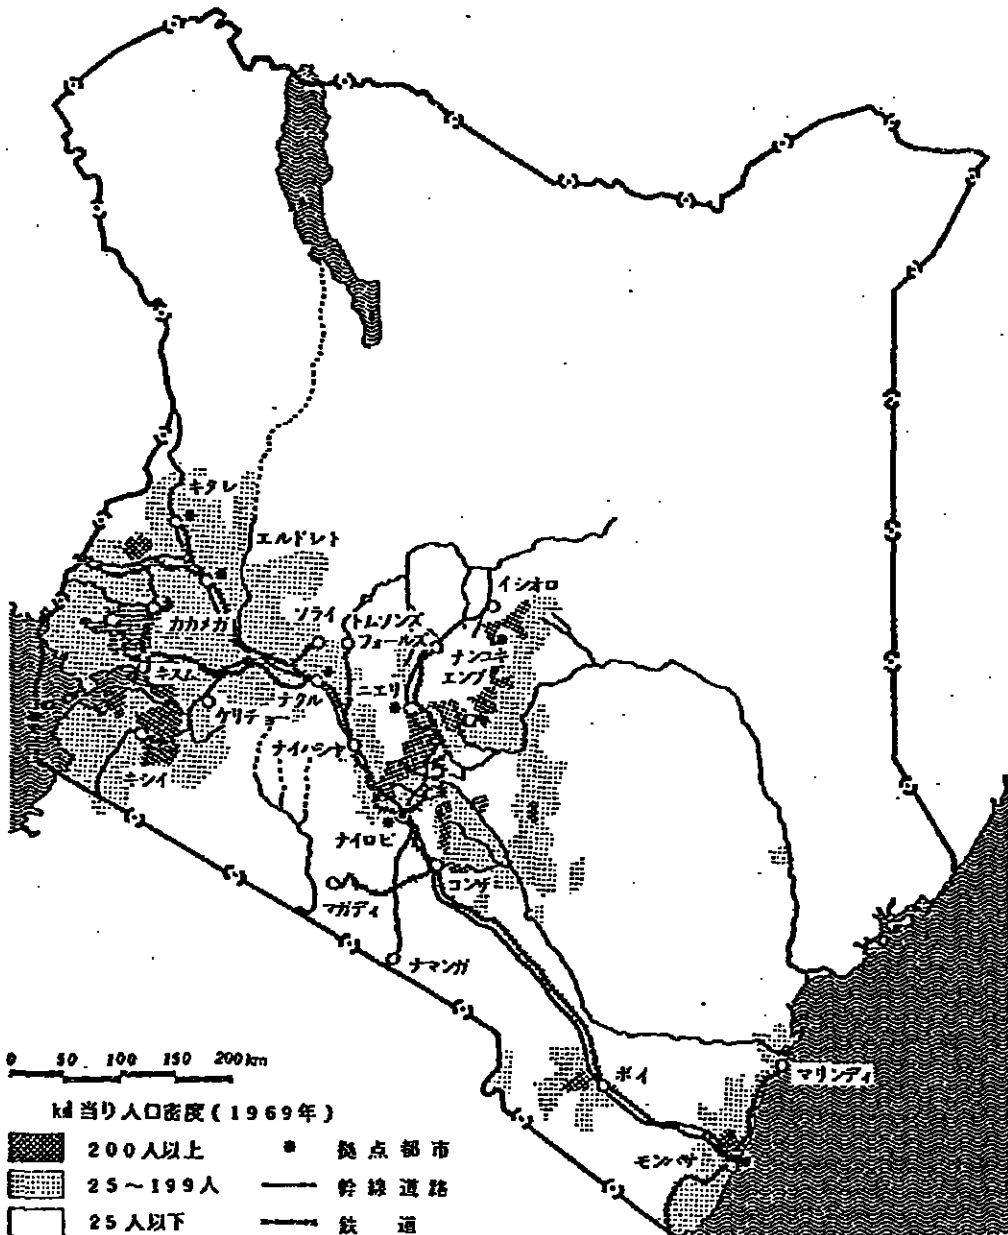 キタレ
エルドレト
イシオロ
ソライ
トムソンズ
フォールズ
カカメガ
ナンユキ
エンブ
キスム
ニエリ
ケリチョー
ナクル
ナイバシャ
キシイ
ナイロビ
コンザ
マガディ
ナマンガ
ボイ
マリンディ
モンバサ
0 50 100 150 200km
k㎡当り人口密度(1969年)
200人以上
25～199人
25人以下
* 拠点都市
幹線道路
鉄道